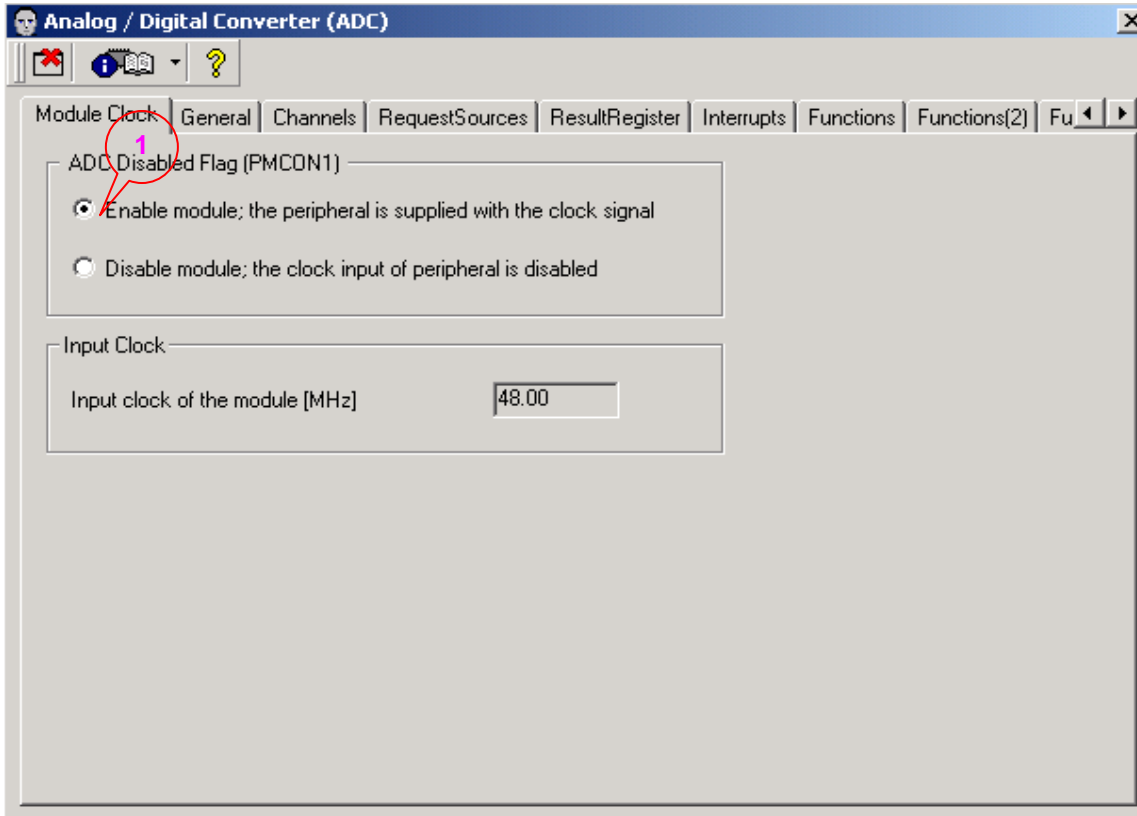 Analog / Digital Converter (ADC)
Module Clock General Channels RequestSources ResultRegister Interrupts Functions Functions(2) Fu
1
ADC Disabled Flag (PMCON1)
Enable module; the peripheral is supplied with the clock signal
Disable module; the clock input of peripheral is disabled
Input Clock
Input clock of the module [MHz] 48.00